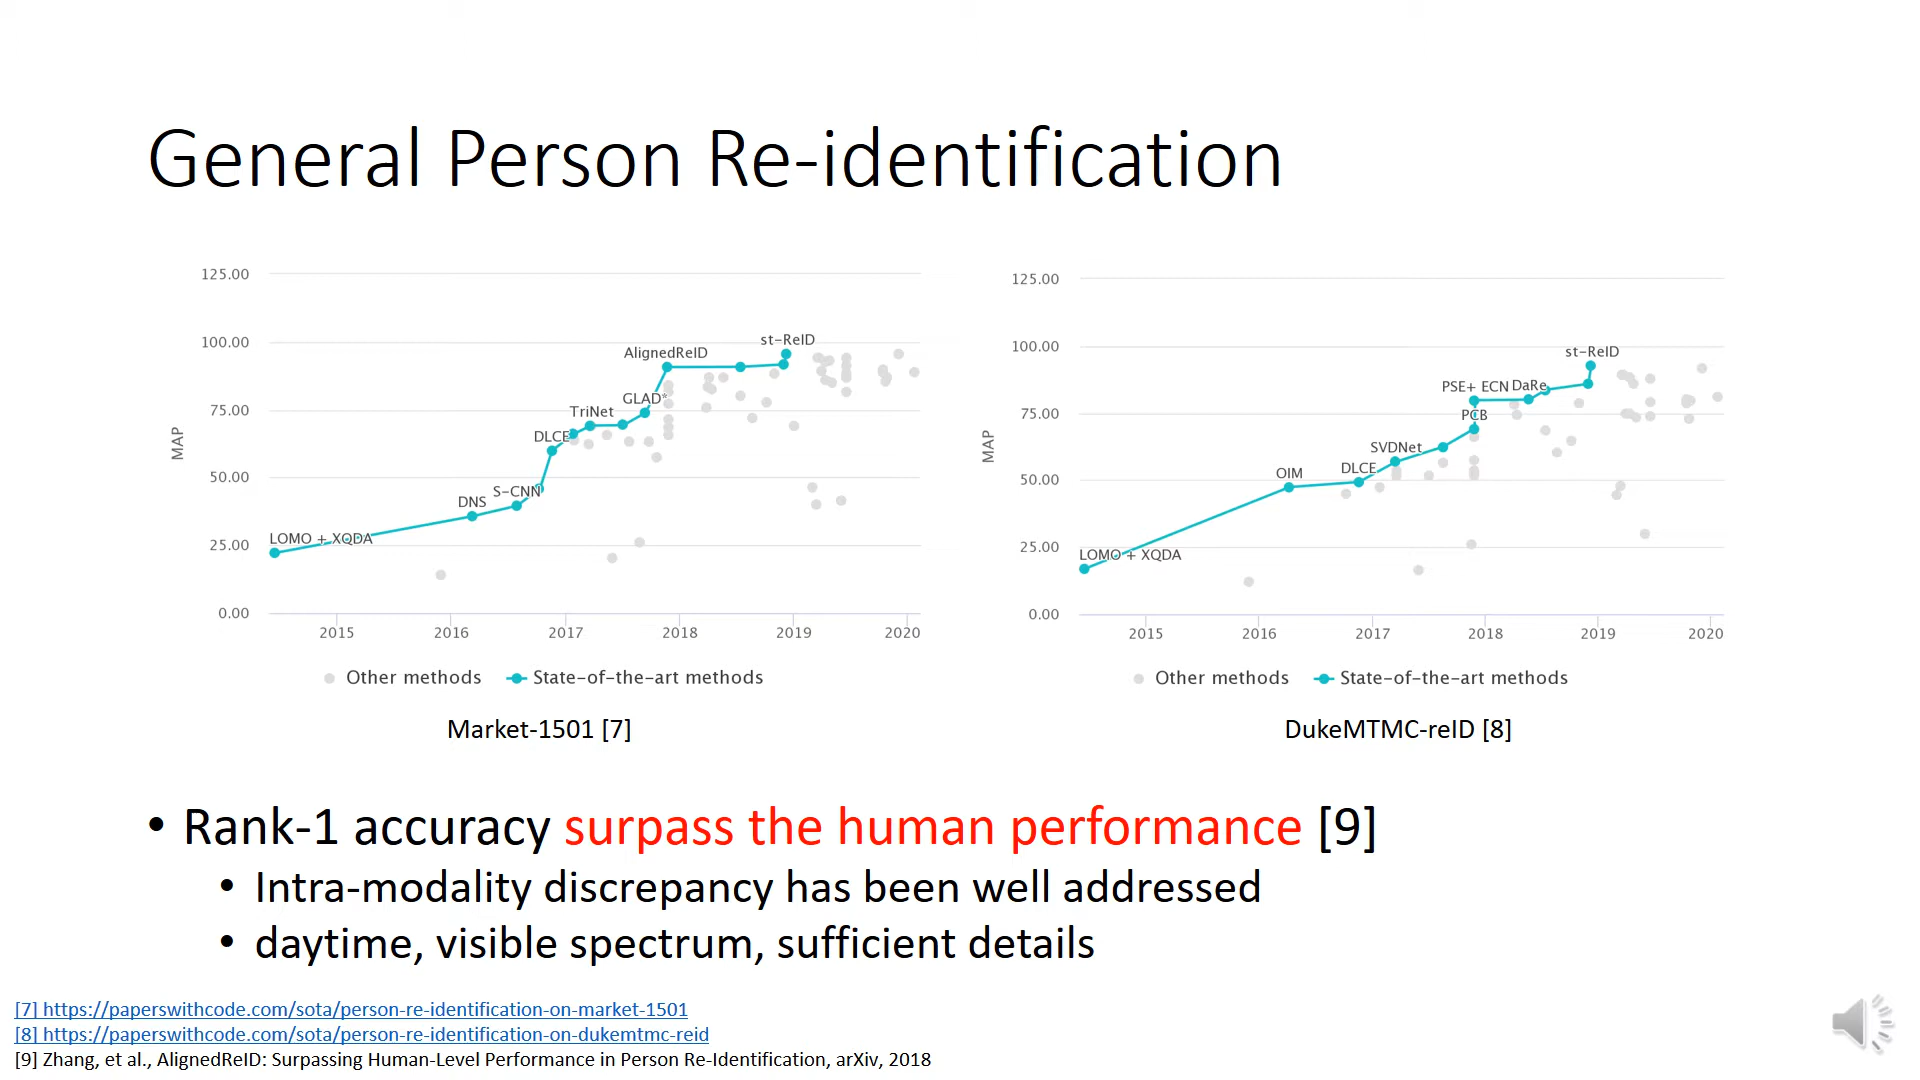 General Person Re-identification
125.00
100.00
75.00
50.00
25.00
0.00
MAP
LOMO + XQDA
DNS
S-CNN
DLCE
TriNet
GLAD*
AlignedReID
st-ReID
2015 2016 2017 2018 2019 2020
Other methods State-of-the-art methods
Market-1501 [7]
125.00
100.00
75.00
50.00
25.00
0.00
MAP
LOMO + XQDA
OIM
DLCE
SVDNet
PCB
PSE+ ECN DaRe
st-ReID
2015 2016 2017 2018 2019 2020
Other methods State-of-the-art methods
DukeMTMC-reID [8]
• Rank-1 accuracy surpass the human performance [9]
• Intra-modality discrepancy has been well addressed
• daytime, visible spectrum, sufficient details
[7] https://paperswithcode.com/sota/person-re-identification-on-market-1501
[8] https://paperswithcode.com/sota/person-re-identification-on-dukemtmc-reid
[9] Zhang, et al., AlignedReID: Surpassing Human-Level Performance in Person Re-Identification, arXiv, 2018